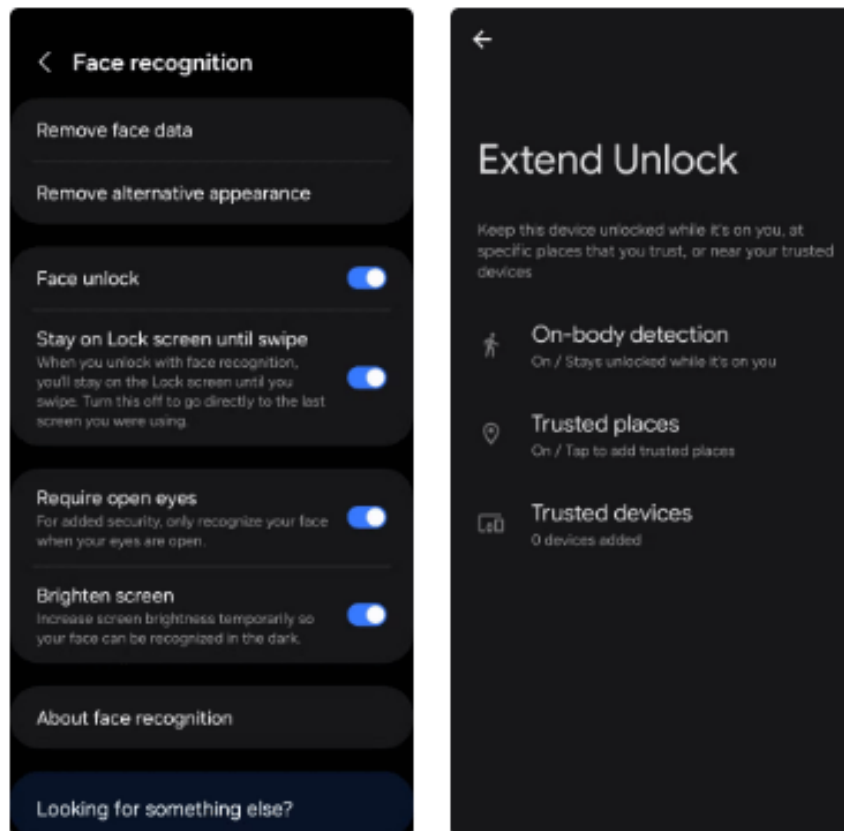 Face recognition
Remove face data
Remove alternative appearance
Face unlock
Stay on Lock screen until swipe
When you unlock with face recognition,
you'll stay on the Lock screen until you
swipe. Turn this off to go directly to the last
screen you were using.
Require open eyes
For added security, only recognize your face
when your eyes are open.
Brighten screen
Increase screen brightness temporarily so
your face can be recognized in the dark.
About face recognition
Looking for something else?
Extend Unlock
Keep this device unlocked while it's on you, at
specific places that you trust, or near your trusted
devices
On-body detection
On / Stays unlocked while it's on you
Trusted places
On / Tap to add trusted places
Trusted devices
0 devices added